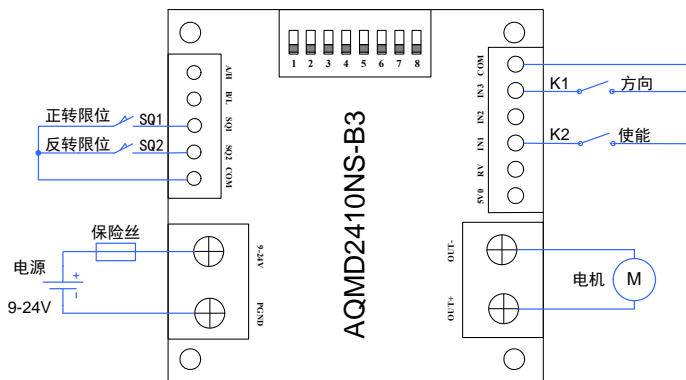 1 2 3 4 5 6 7 8
A/H
B/L
SQ1
SQ2
COM
正转限位
SQ1
反转限位
SQ2
保险丝
电源
+
9-24V
9-24V
PGND
AQMD2410NS-B3
COM
IN3
IN2
IN1
RV
5V0
K1
方向
K2
使能
OUT-
OUT+
电机
M